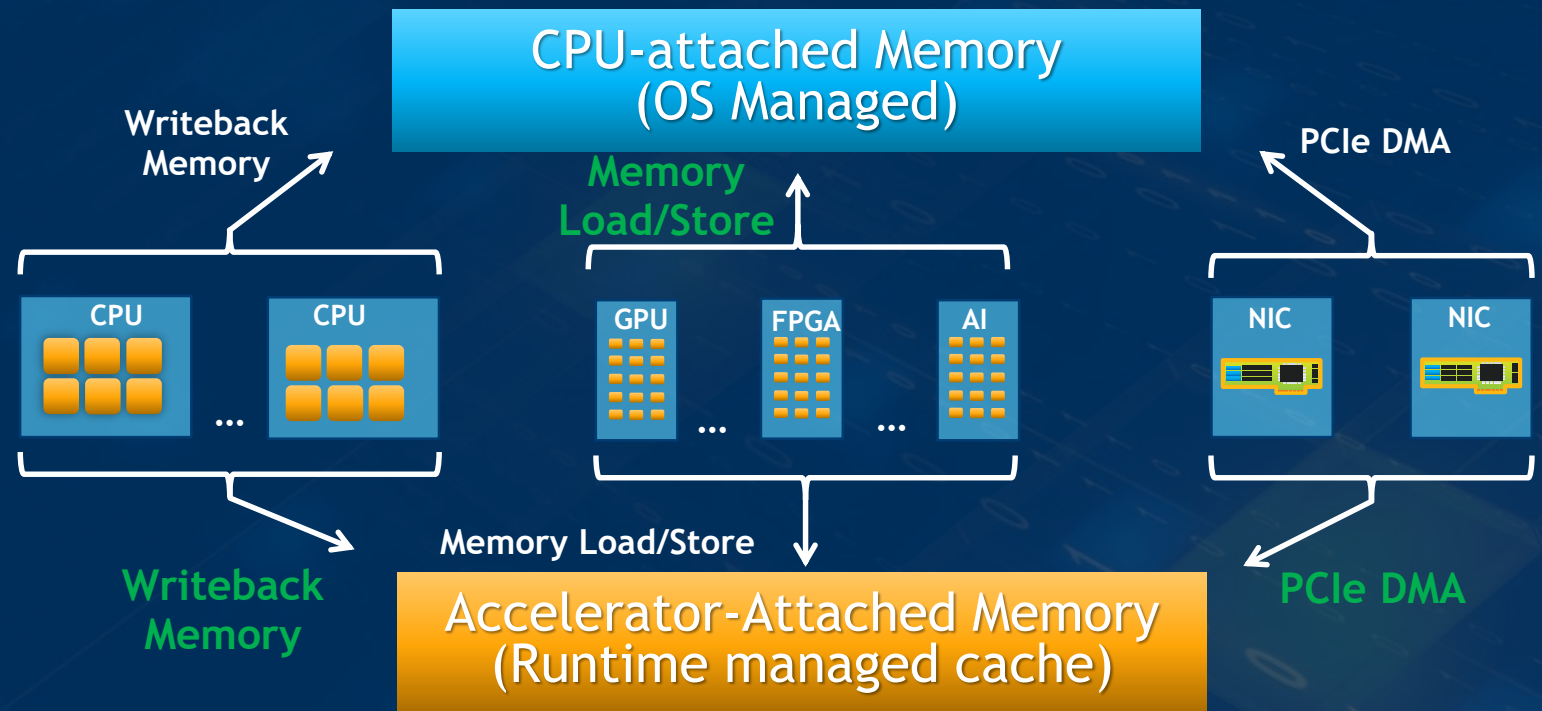 CPU-attached Memory
(OS Managed)
Writeback
Memory
PCIe DMA
Memory
Load/Store
CPU
CPU
GPU
FPGA
AI
NIC
NIC
...
...
...
Memory Load/Store
Writeback
Memory
PCIe DMA
Accelerator-Attached Memory
(Runtime managed cache)